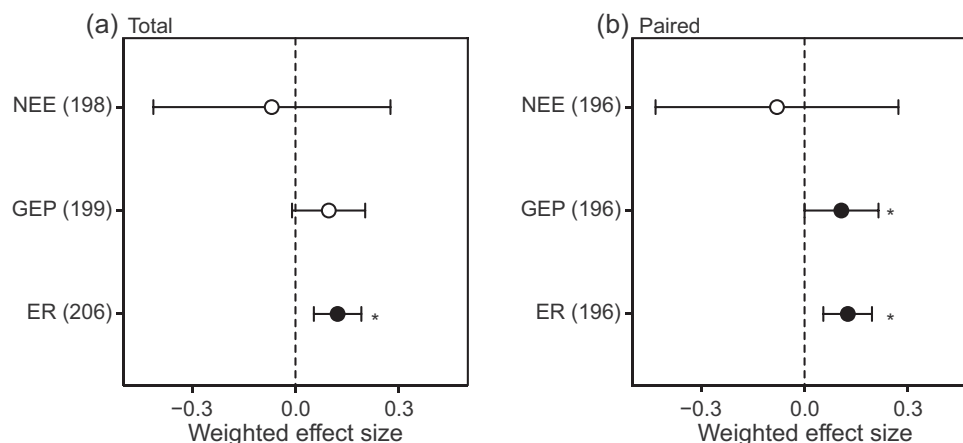 (a) Total
NEE (198)
GEP (199)
*
ER (206)
*
−0.3 0.0 0.3
Weighted effect size
(b) Paired
NEE (196)
GEP (196)
*
ER (196)
*
−0.3 0.0 0.3
Weighted effect size